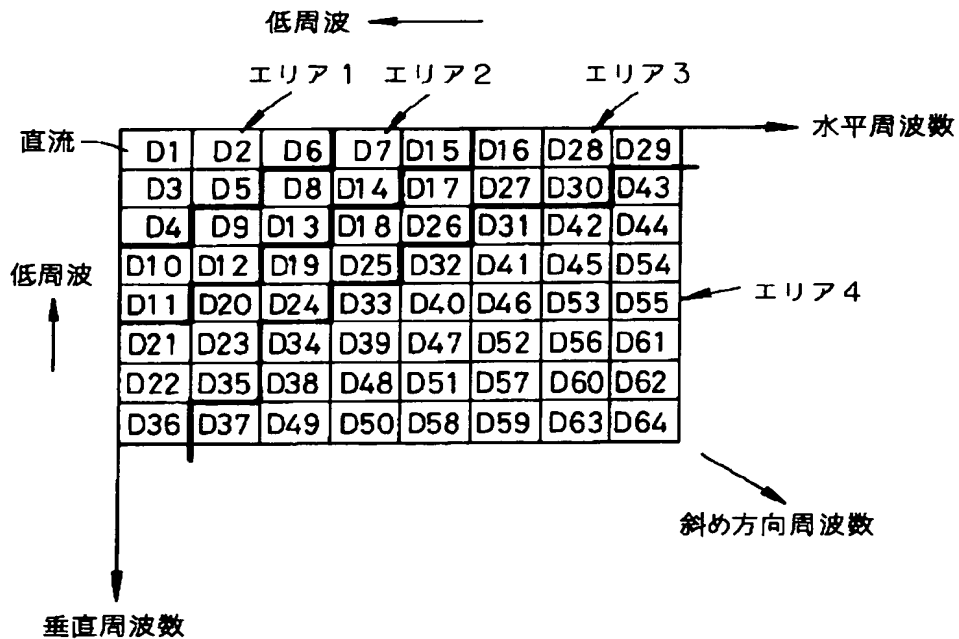 低周波
エリア1 エリア2 エリア3
直流
水平周波数
D1 D2 D6 D7 D15 D16 D28 D29
D3 D5 D8 D14 D17 D27 D30 D43
D4 D9 D13 D18 D26 D31 D42 D44
D10 D12 D19 D25 D32 D41 D45 D54
低周波
D11 D20 D24 D33 D40 D46 D53 D55
エリア4
D21 D23 D34 D39 D47 D52 D56 D61
D22 D35 D38 D48 D51 D57 D60 D62
D36 D37 D49 D50 D58 D59 D63 D64
斜め方向周波数
垂直周波数